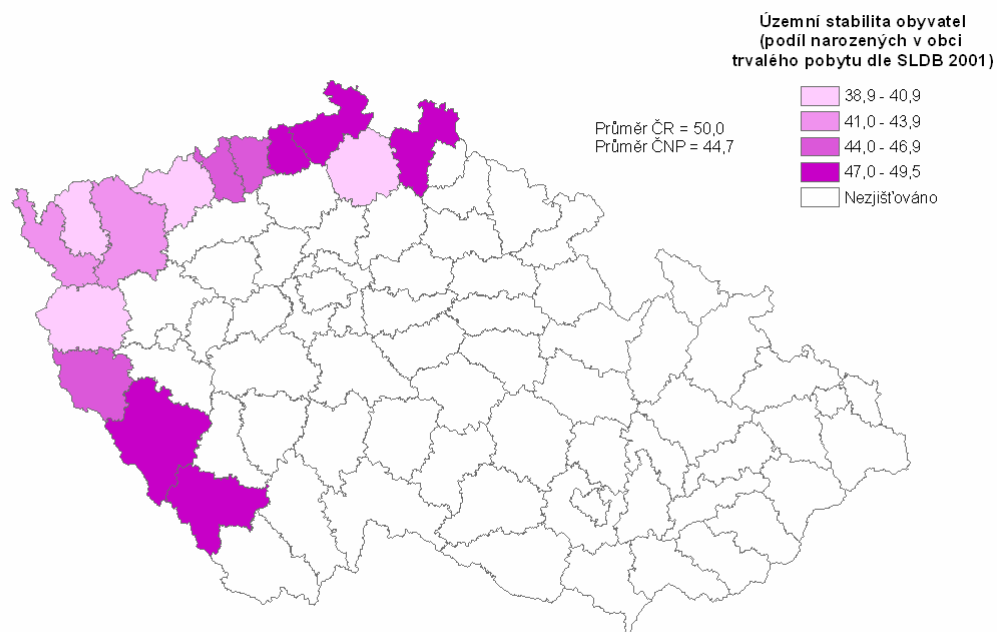 Územní stabilita obyvatel
(podíl narozených v obci
trvalého pobytu dle SLDB 2001)
38,9 - 40,9
41,0 - 43,9
44,0 - 46,9
47,0 - 49,5
Nezjišťováno
Průměr ČR = 50,0
Průměr ČNP = 44,7